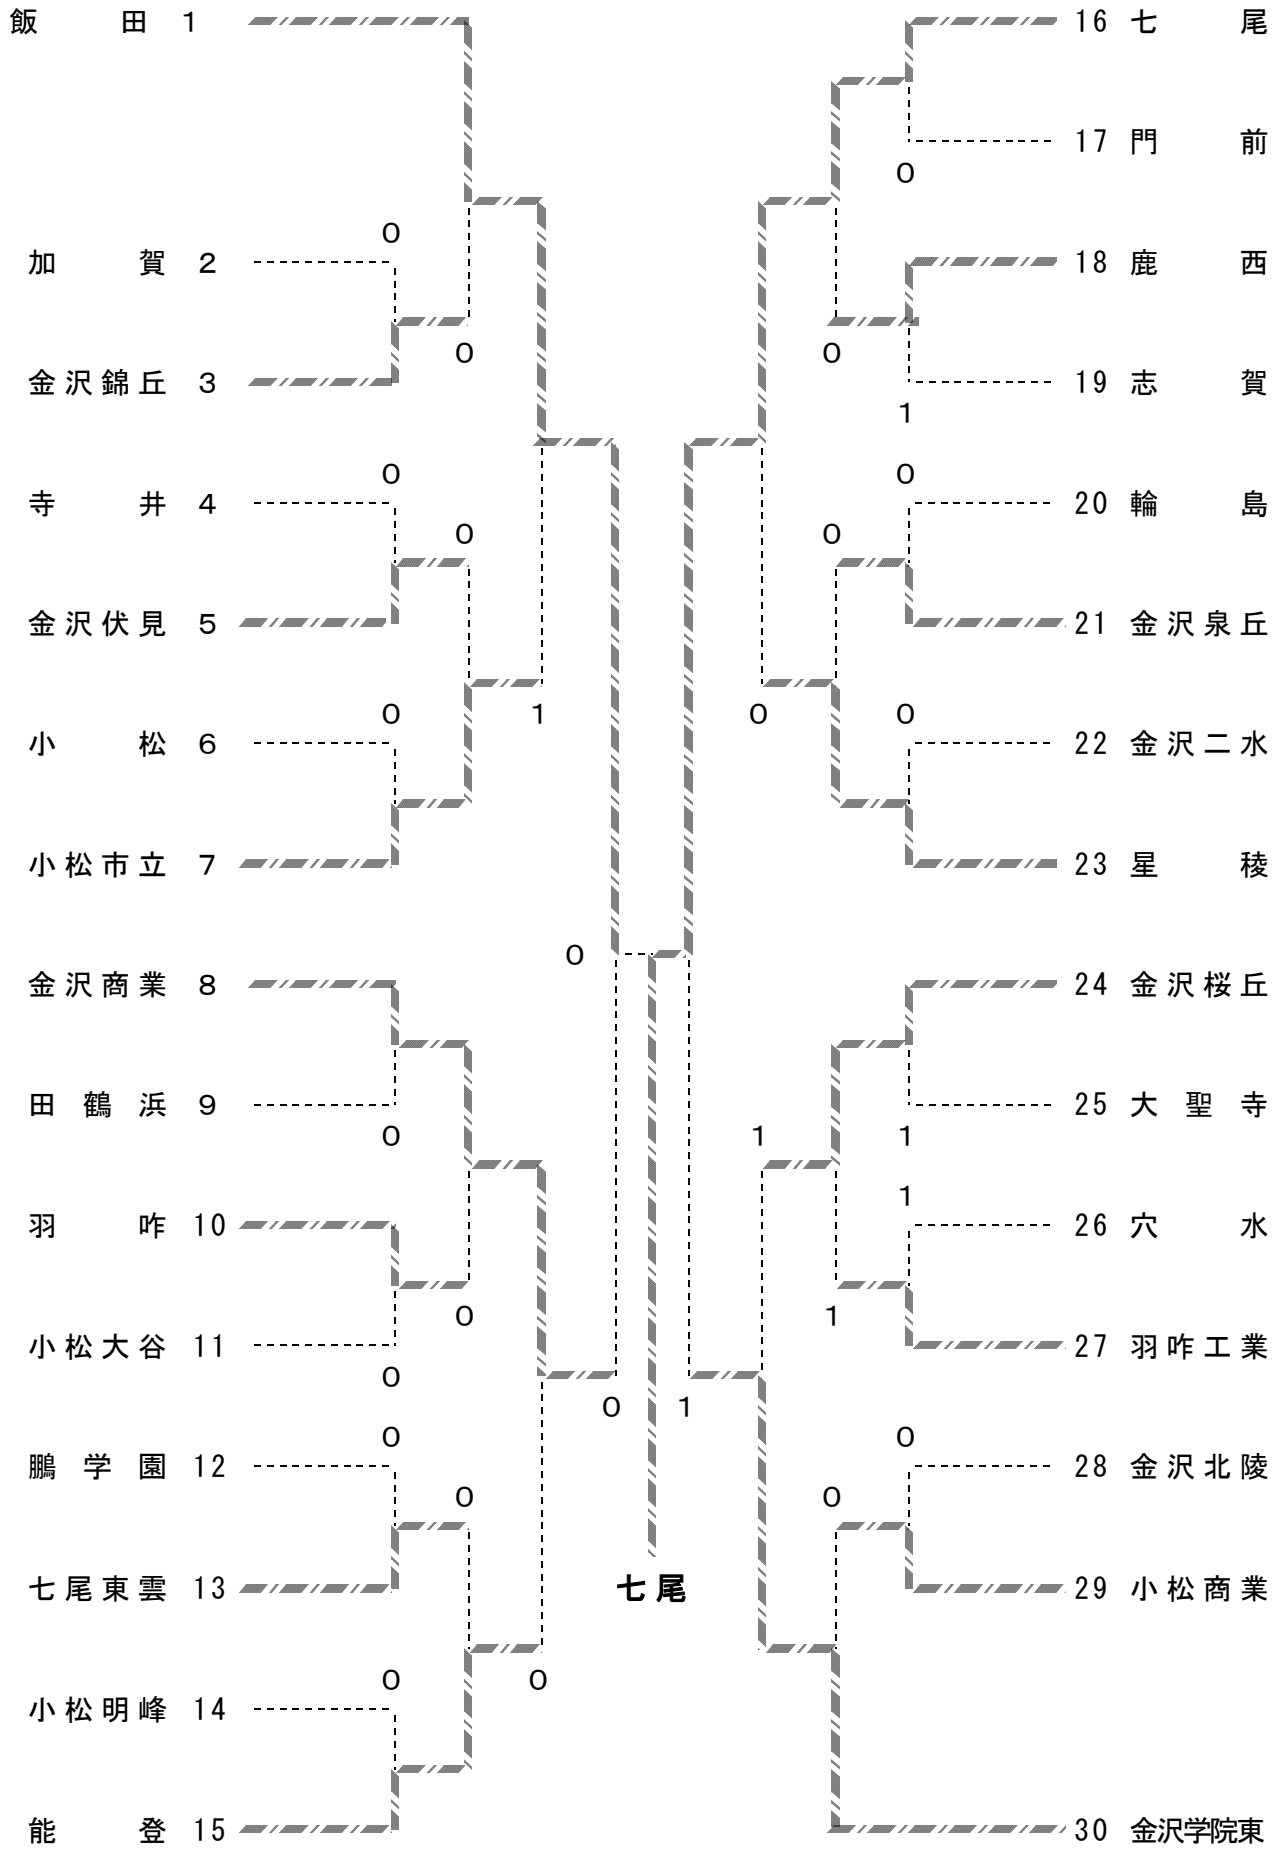 飯田 1
16 七尾
17 門前
0
0
加賀 2
18 鹿西
0
0
金沢錦丘 3
19 志賀
1
0
0
寺井 4
20 輪島
0
0
金沢伏見 5
21 金沢泉丘
0
1
0
0
小松 6
22 金沢二水
小松市立 7
23 星稜
0
金沢商業 8
24 金沢桜丘
田鶴浜 9
25 大聖寺
0
1
1
1
羽咋 10
26 穴水
0
1
小松大谷 11
27 羽咋工業
0
0
1
0
0
鵬学園 12
28 金沢北陵
0
0
七尾東雲 13
七尾
29 小松商業
0
0
小松明峰 14
能登 15
30 金沢学院東